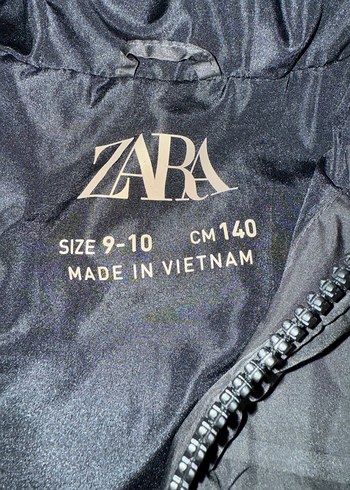 ZARA
SIZE 9-10 CM 140
MADE IN VIETNAM